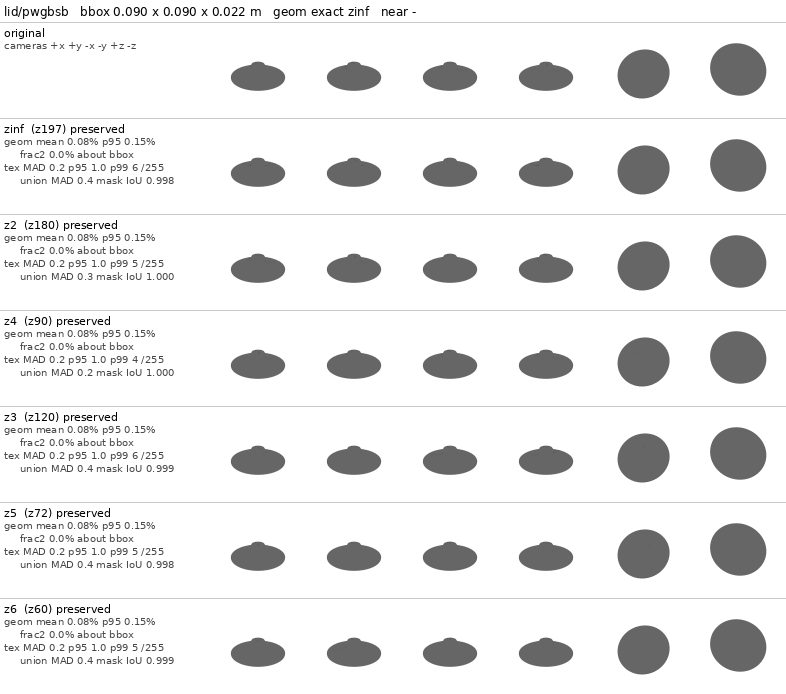 lid/pwgbsb   bbox 0.090 x 0.090 x 0.022 m   geom exact zinf   near -
original
cameras +x +y -x -y +z -z
zinf  (z197) preserved
geom mean 0.08% p95 0.15%
frac2 0.0% about bbox
tex MAD 0.2 p95 1.0 p99 6 /255
union MAD 0.4 mask IoU 0.998
z2  (z180) preserved
geom mean 0.08% p95 0.15%
frac2 0.0% about bbox
tex MAD 0.2 p95 1.0 p99 5 /255
union MAD 0.3 mask IoU 1.000
z4  (z90) preserved
geom mean 0.08% p95 0.15%
frac2 0.0% about bbox
tex MAD 0.2 p95 1.0 p99 4 /255
union MAD 0.2 mask IoU 1.000
z3  (z120) preserved
geom mean 0.08% p95 0.15%
frac2 0.0% about bbox
tex MAD 0.2 p95 1.0 p99 6 /255
union MAD 0.4 mask IoU 0.999
z5  (z72) preserved
geom mean 0.08% p95 0.15%
frac2 0.0% about bbox
tex MAD 0.2 p95 1.0 p99 5 /255
union MAD 0.4 mask IoU 0.998
z6  (z60) preserved
geom mean 0.08% p95 0.15%
frac2 0.0% about bbox
tex MAD 0.2 p95 1.0 p99 5 /255
union MAD 0.4 mask IoU 0.999